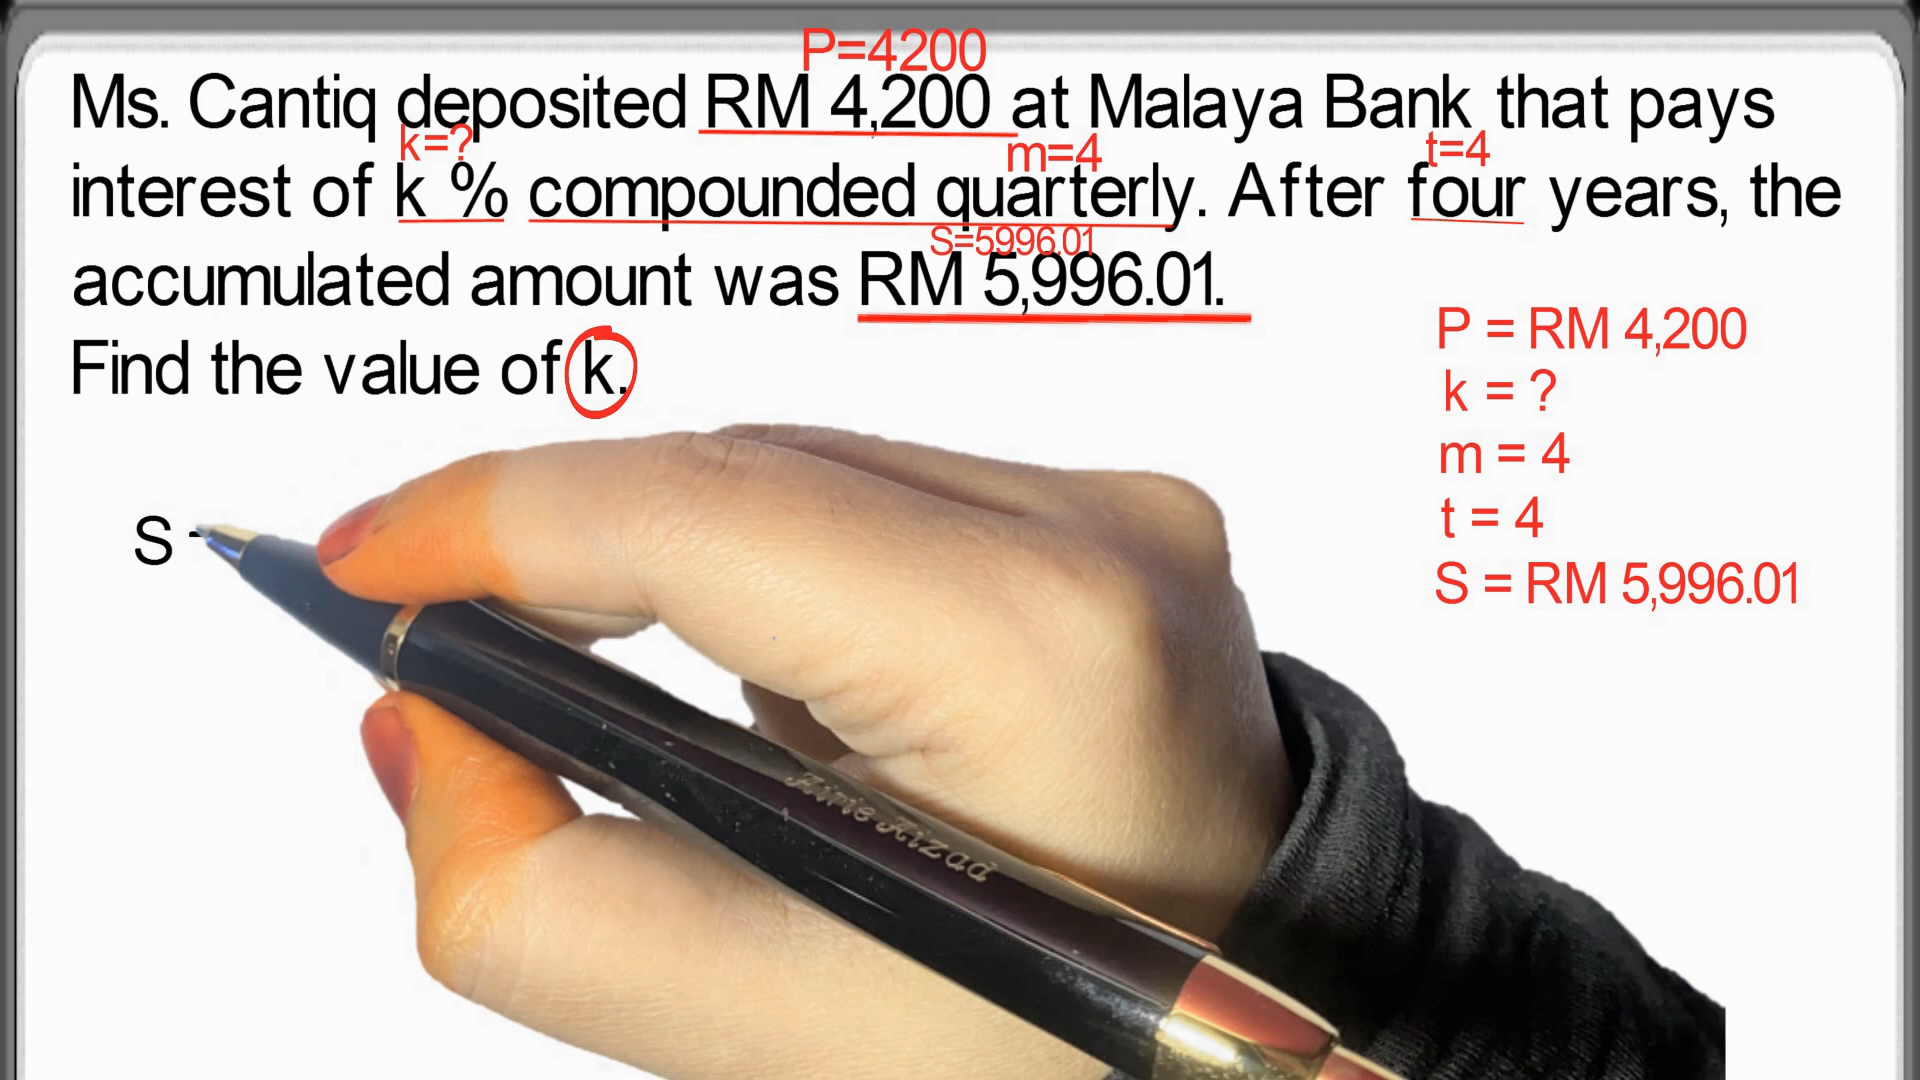 P=4200
Ms. Cantiq deposited RM 4,200 at Malaya Bank that pays
k=? m=4 t=4
interest of k % compounded quarterly. After four years, the
S=5996.01
accumulated amount was RM 5,996.01.
Find the value of k.
P = RM 4,200
k = ?
m = 4
t = 4
S = RM 5,996.01
S -
Aime Aizad